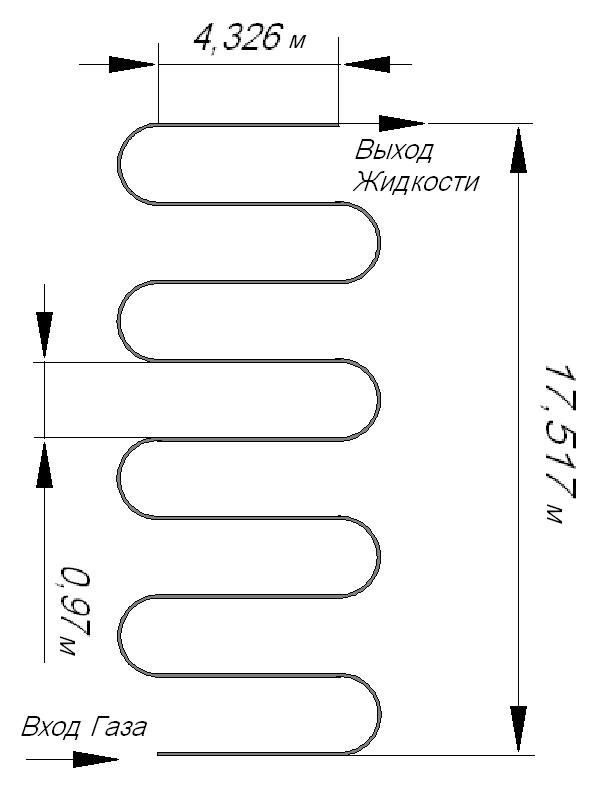 4,326 м
Выход
Жидкости
17,517 м
0,97 м
Вход Газа